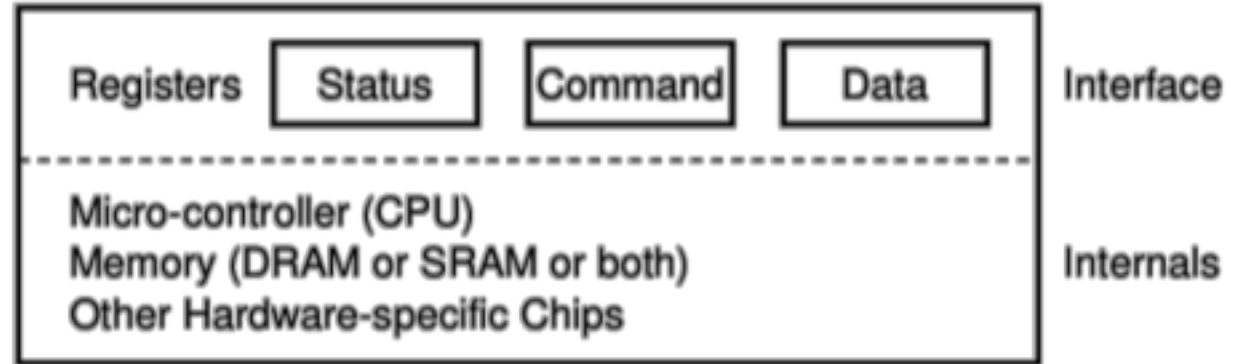 Registers Status Command Data Interface
Micro-controller (CPU)
Memory (DRAM or SRAM or both) Internals
Other Hardware-specific Chips